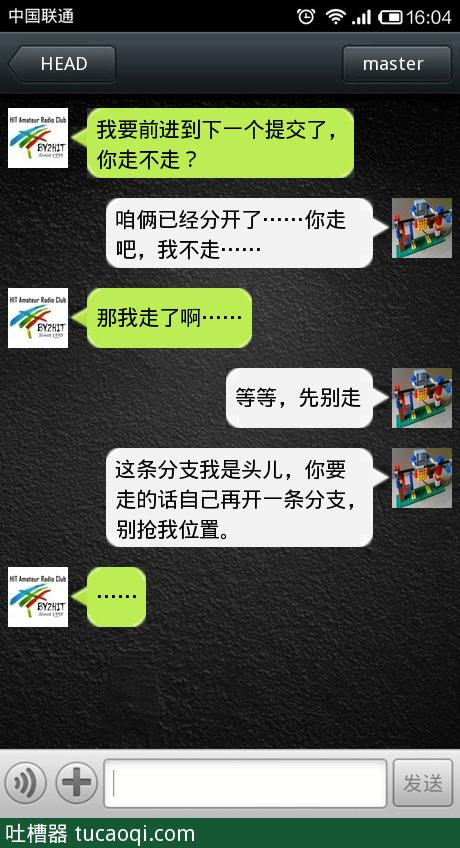 中国联通 16:04
HEAD master
HIT Amateur Radio Club
BY2HIT
Since 1985
我要前进到下一个提交了，
你走不走？
咱俩已经分开了……你走
吧，我不走……
HIT Amateur Radio Club
BY2HIT
Since 1985
那我走了啊……
等等，先别走
这条分支我是头儿，你要
走的话自己再开一条分支，
别抢我位置。
HIT Amateur Radio Club
BY2HIT
Since 1985
……
发送
吐槽器 tucaoqi.com